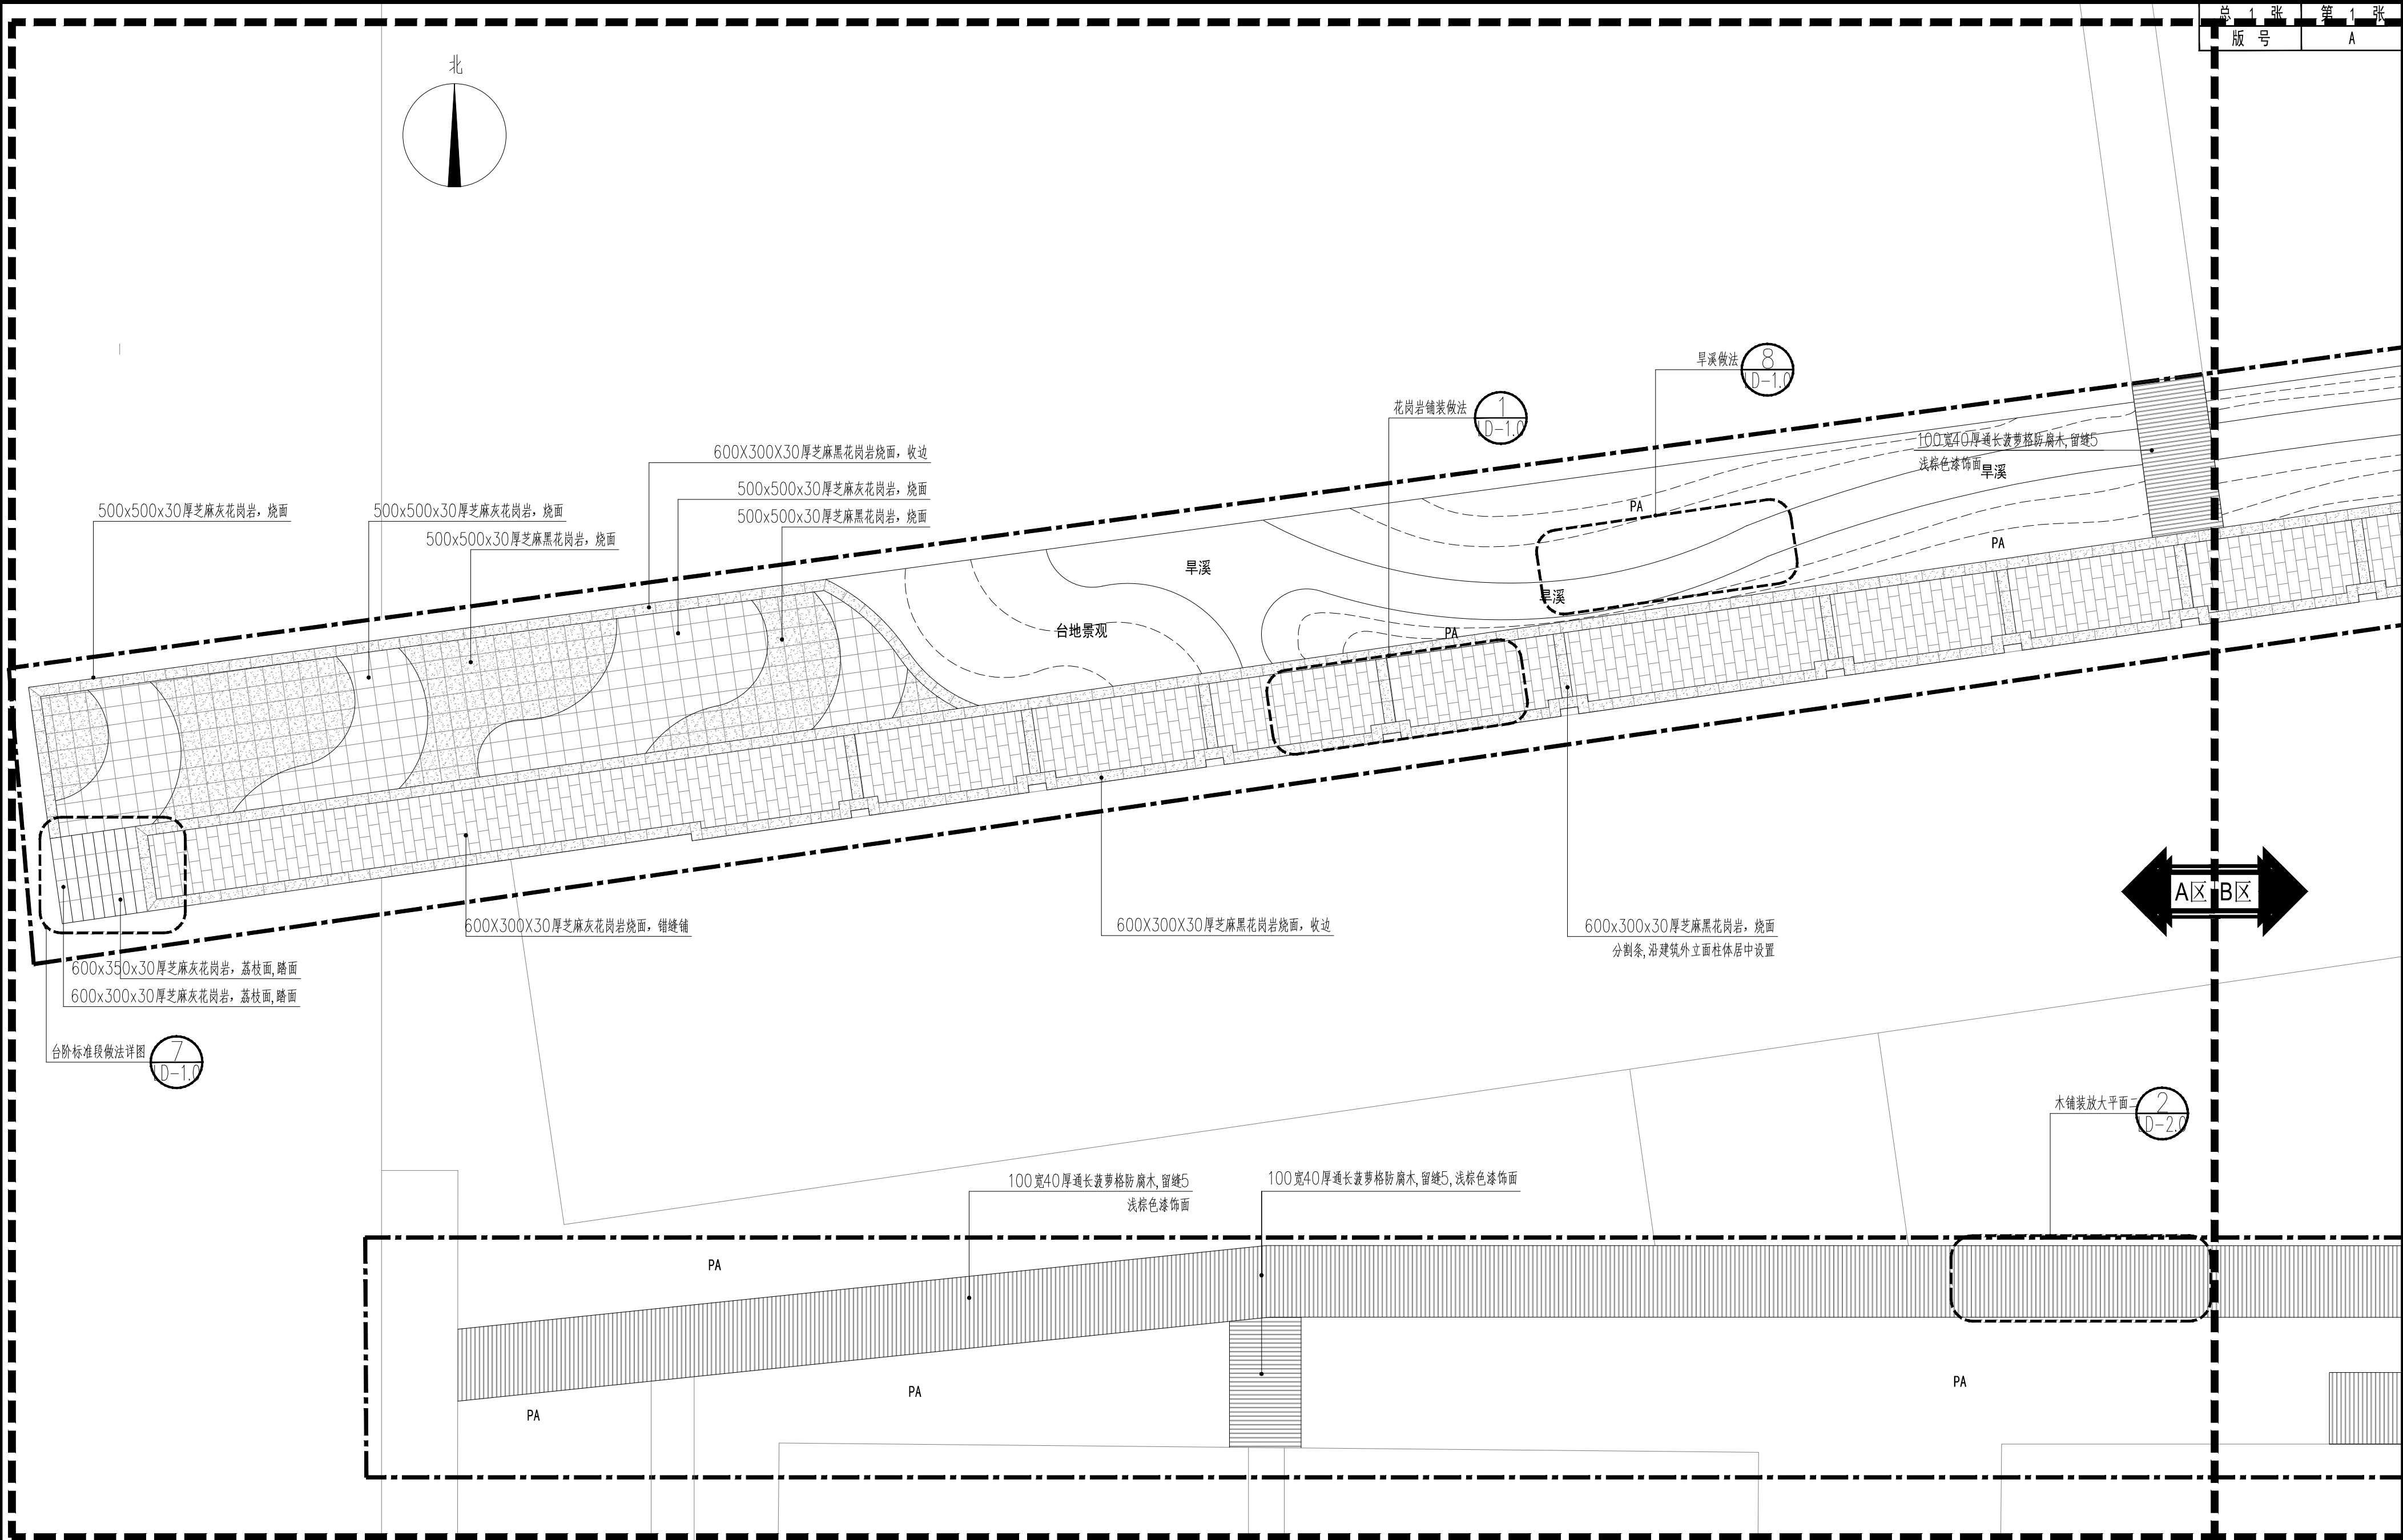 总 1 张 第 1 张
版 号 A
北
旱溪做法
8
LD-1.0
花岗岩铺装做法
1
LD-1.0
600X300X30厚芝麻黑花岗岩烧面，收边
500x500x30厚芝麻灰花岗岩，烧面
500x500x30厚芝麻黑花岗岩，烧面
500x500x30厚芝麻灰花岗岩，烧面
500x500x30厚芝麻灰花岗岩，烧面
500x500x30厚芝麻黑花岗岩，烧面
100宽40厚通长菠萝格防腐木,留缝5
浅棕色漆饰面
旱溪
PA
PA
旱溪
旱溪
台地景观
PA
A区
B区
600X300X30厚芝麻灰花岗岩烧面，错缝铺
600X300X30厚芝麻黑花岗岩烧面，收边
600x300x30厚芝麻黑花岗岩，烧面
分割条,沿建筑外立面柱体居中设置
600x350x30厚芝麻灰花岗岩，荔枝面,踏面
600x300x30厚芝麻灰花岗岩，荔枝面,踏面
台阶标准段做法详图
7
LD-1.0
木铺装放大平面二
2
LD-2.0
100宽40厚通长菠萝格防腐木,留缝5
浅棕色漆饰面
100宽40厚通长菠萝格防腐木,留缝5,浅棕色漆饰面
PA
PA
PA
PA